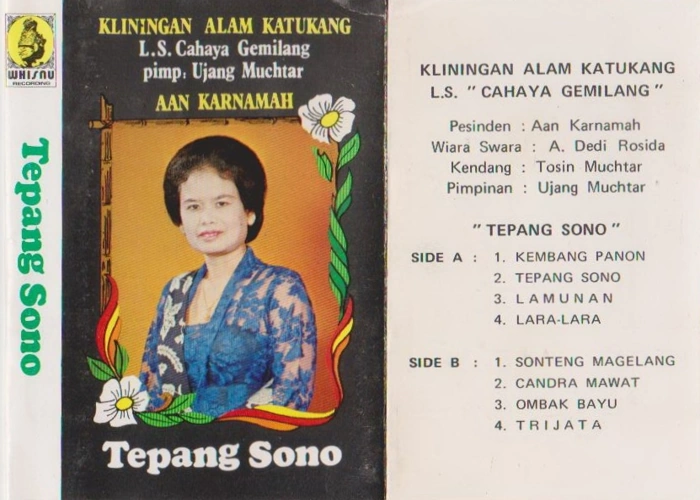 WHISNU
RECORDING
Tepang Sono
KLININGAN ALAM KATUKANG
L.S. Cahaya Gemilang
pimp; Ujang Muchtar
AAN KARNAMAH
Tepang Sono
KLININGAN ALAM KATUKANG
L.S. " CAHAYA GEMILANG "
Pesinden : Aan Karnamah
Wiara Swara : A. Dedi Rosida
Kendang : Tosin Muchtar
Pimpinan : Ujang Muchtar
" TEPANG SONO "
SIDE A : 1. KEMBANG PANON
2. TEPANG SONO
3. LAMUNAN
4. LARA-LARA
SIDE B : 1. SONTENG MAGELANG
2. CANDRA MAWAT
3. OMBAK BAYU
4. TRIJATA